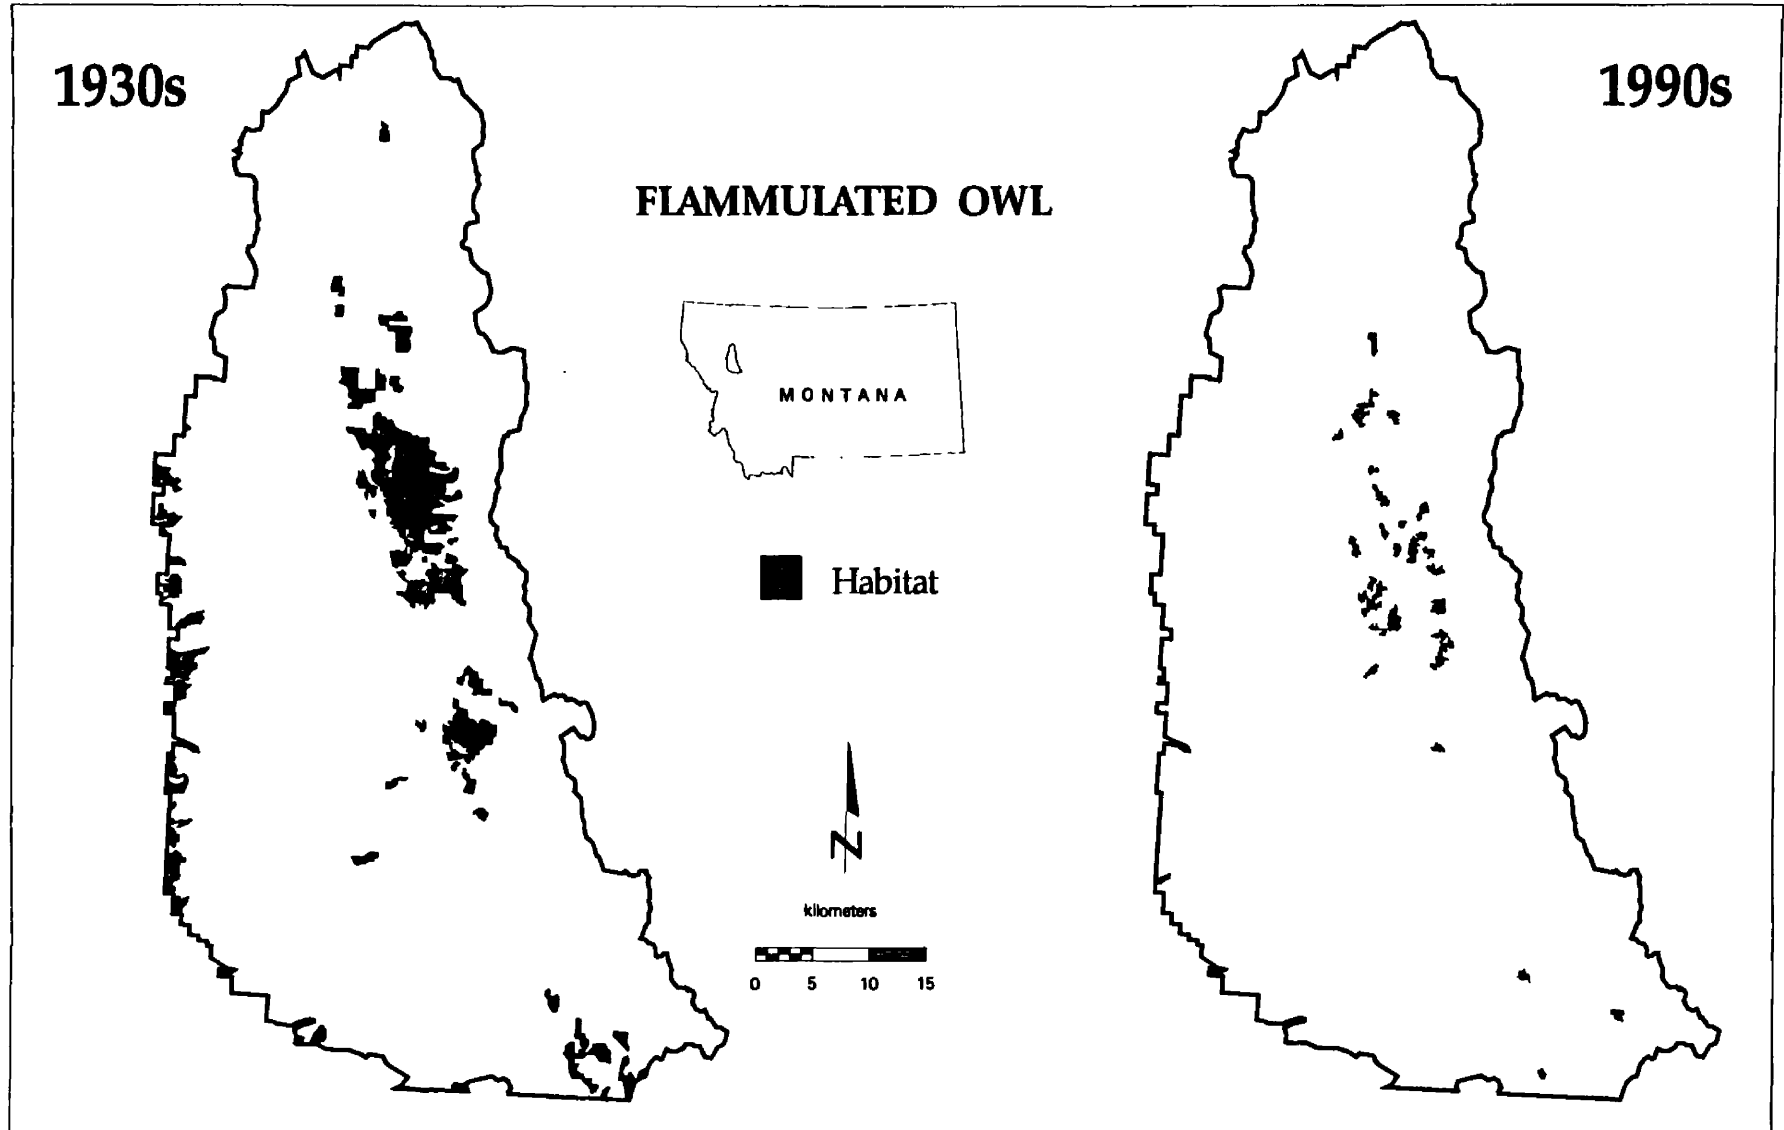 1930s
1990s
FLAMMULATED OWL
MONTANA
Habitat
N
kilometers
0 5 10 15